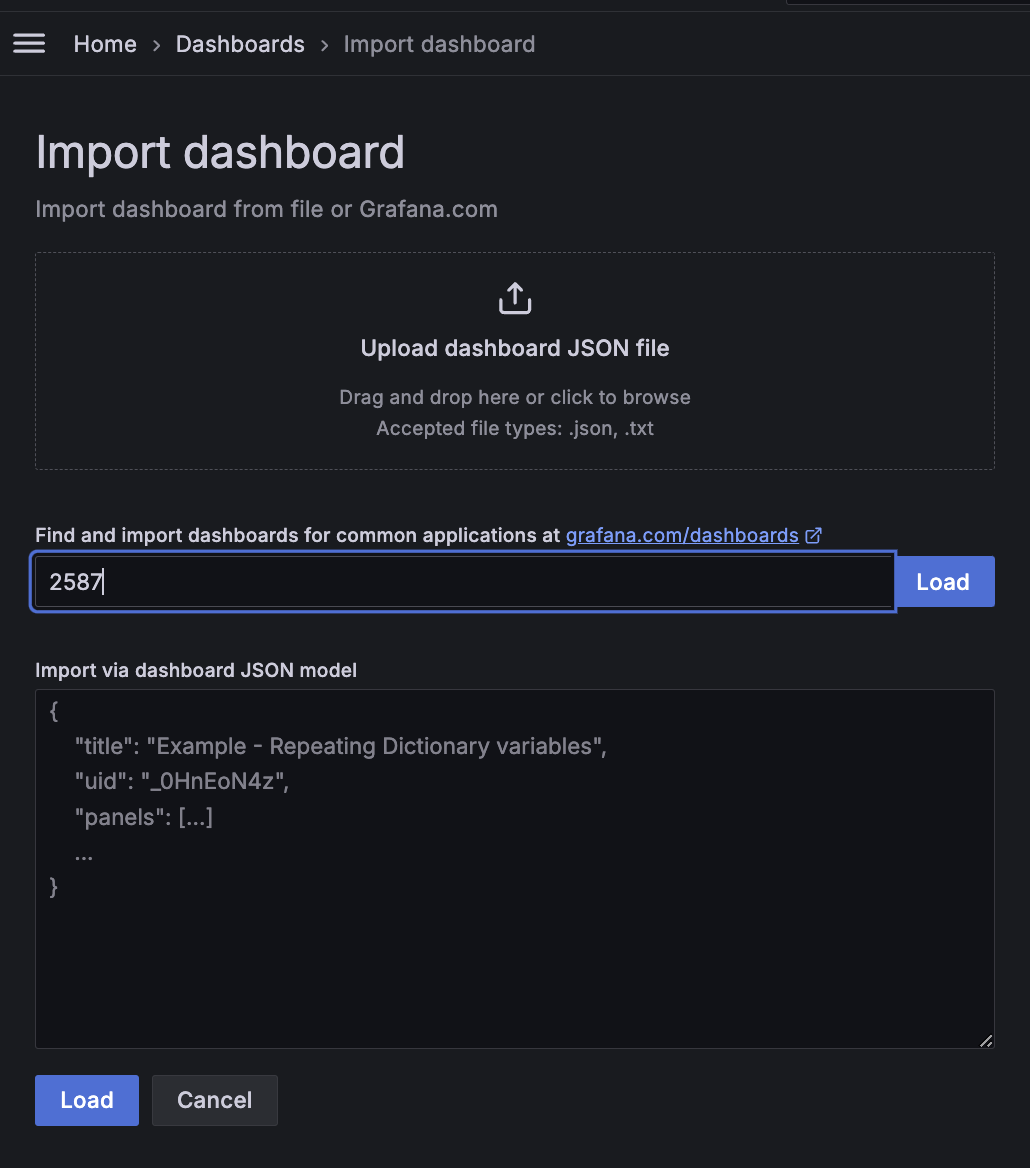 Home › Dashboards › Import dashboard
Import dashboard
Import dashboard from file or Grafana.com
Upload dashboard JSON file
Drag and drop here or click to browse
Accepted file types: .json, .txt
Find and import dashboards for common applications at grafana.com/dashboards
2587
Load
Import via dashboard JSON model
{
"title": "Example - Repeating Dictionary variables",
"uid": "_0HnEoN4z",
"panels": [...]
...
}
Load
Cancel